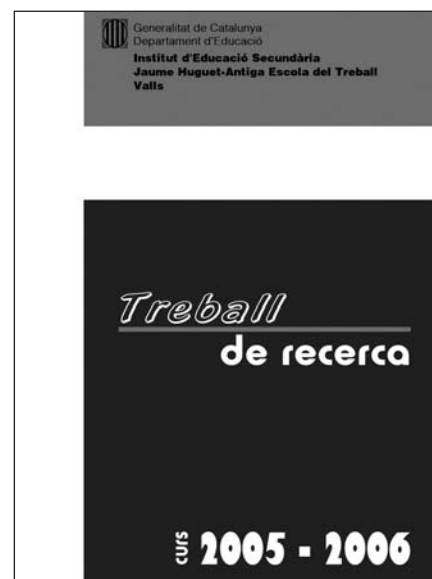 Generalitat de Catalunya
Departament d'Educació
Institut d'Educació Secundària
Jaume Huguet-Antiga Escola del Treball
Valls
Treball
de recerca
curs 2005 - 2006